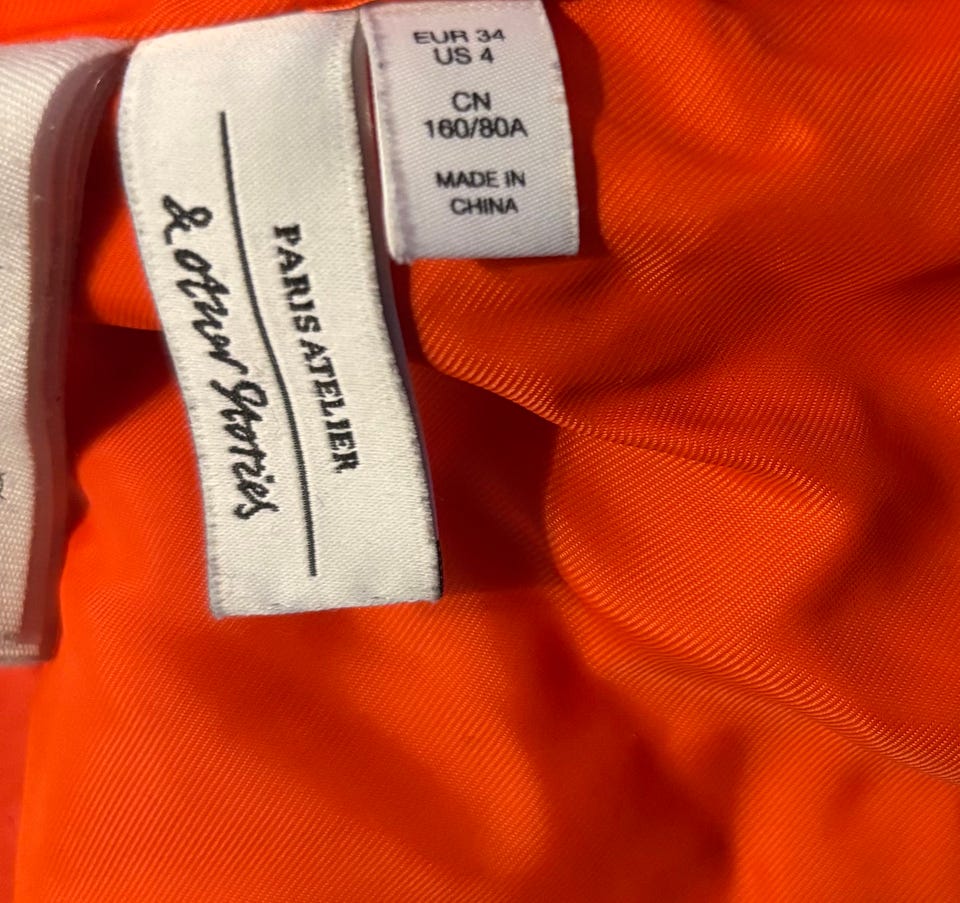 EUR 34
US 4
CN
160/80A
MADE IN
CHINA
PARIS ATELIER
& Other Stories